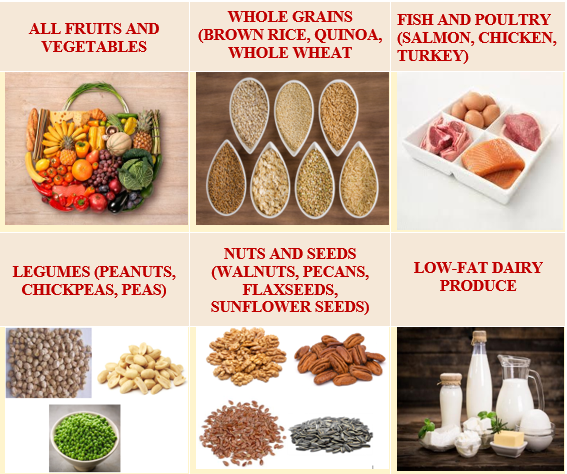 ALL FRUITS AND
VEGETABLES
WHOLE GRAINS
(BROWN RICE, QUINOA,
WHOLE WHEAT
FISH AND POULTRY
(SALMON, CHICKEN,
TURKEY)
LEGUMES (PEANUTS,
CHICKPEAS, PEAS)
NUTS AND SEEDS
(WALNUTS, PECANS,
FLAXSEEDS,
SUNFLOWER SEEDS)
LOW-FAT DAIRY
PRODUCE